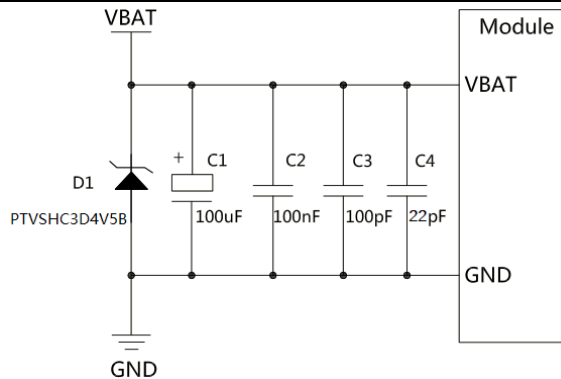 VBAT
Module
VBAT
+
C1
C2
C3
C4
D1
PTVSHC3D4V5B
100uF
100nF
100pF
22pF
GND
GND